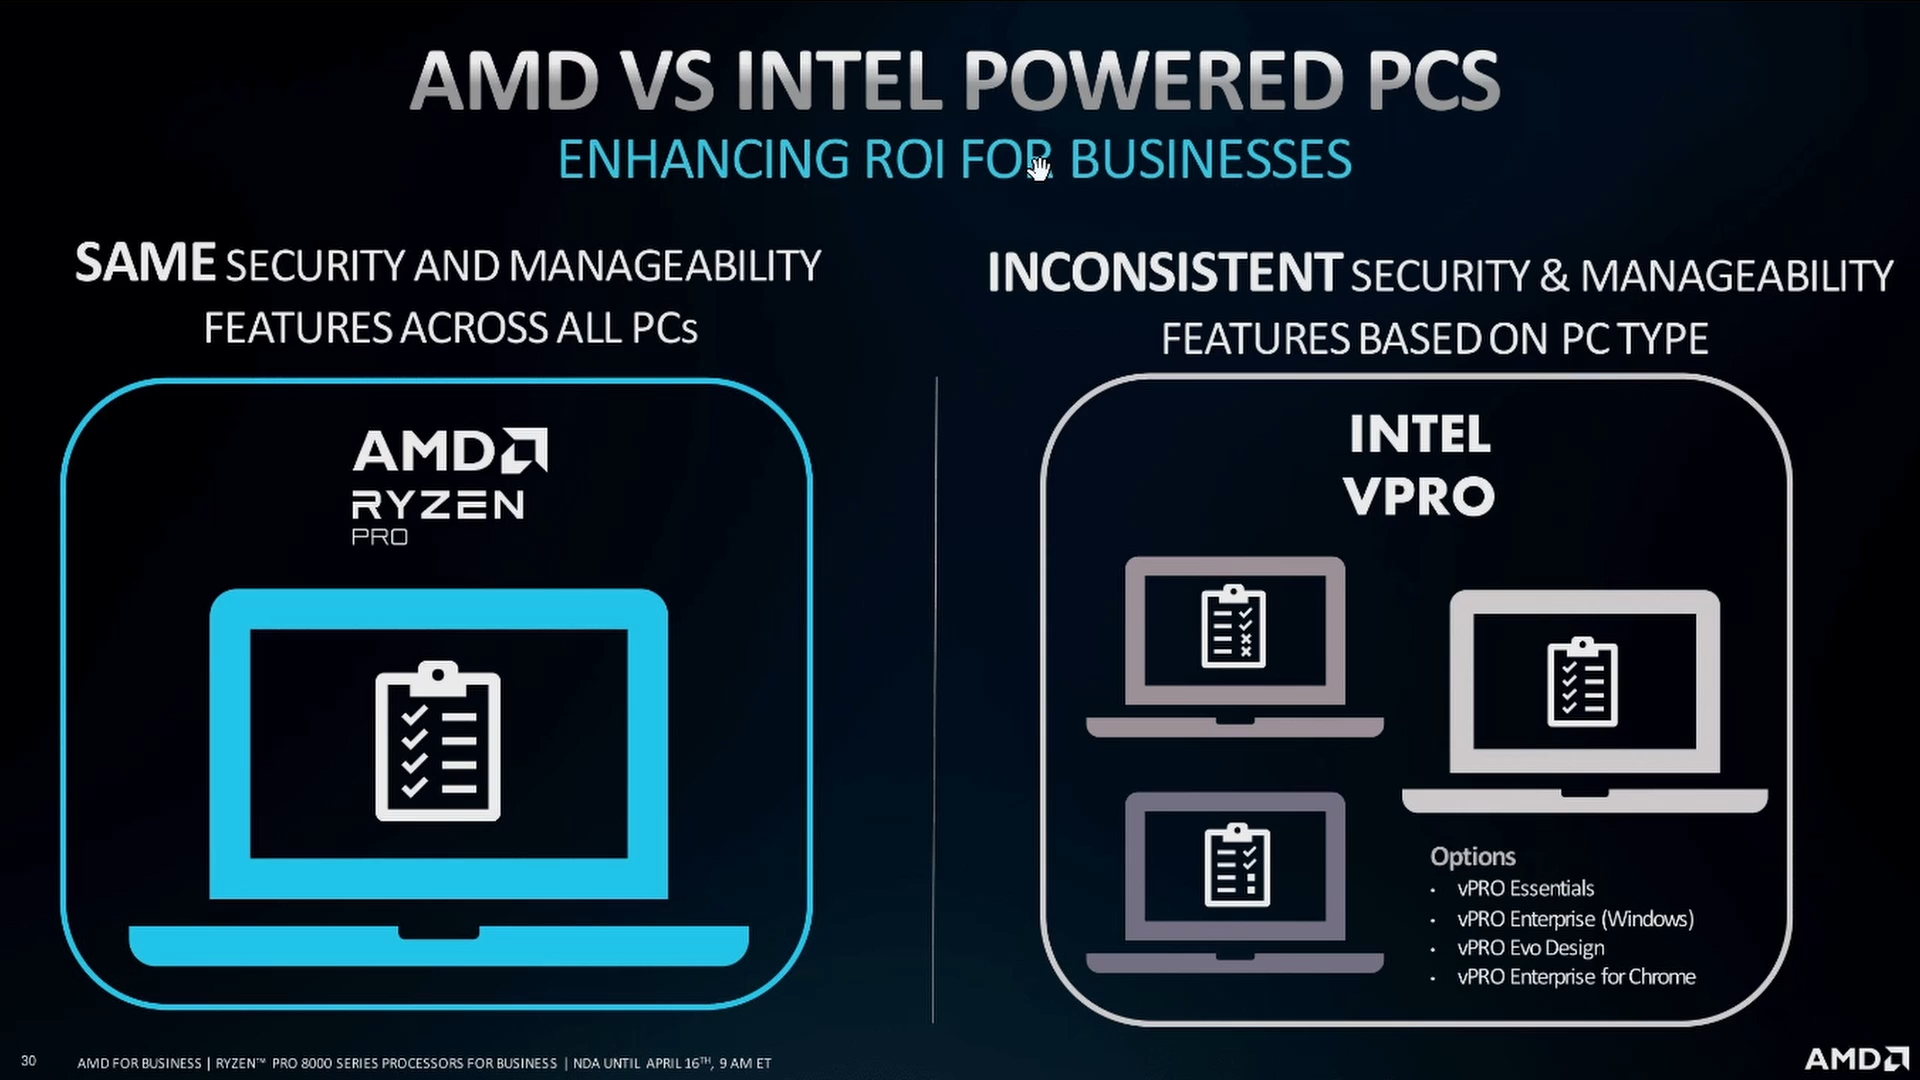 AMD VS INTEL POWERED PCS
ENHANCING ROI FOR BUSINESSES
SAME SECURITY AND MANAGEABILITY
FEATURES ACROSS ALL PCs
AMD
RYZEN
PRO
INCONSISTENT SECURITY & MANAGEABILITY
FEATURES BASED ON PC TYPE
INTEL
VPRO
Options
• vPRO Essentials
• vPRO Enterprise (Windows)
• vPRO Evo Design
• vPRO Enterprise for Chrome
30 AMD FOR BUSINESS | RYZEN™ PRO 8000 SERIES PROCESSORS FOR BUSINESS | NDA UNTIL APRIL 16TH, 9 AM ET
AMD